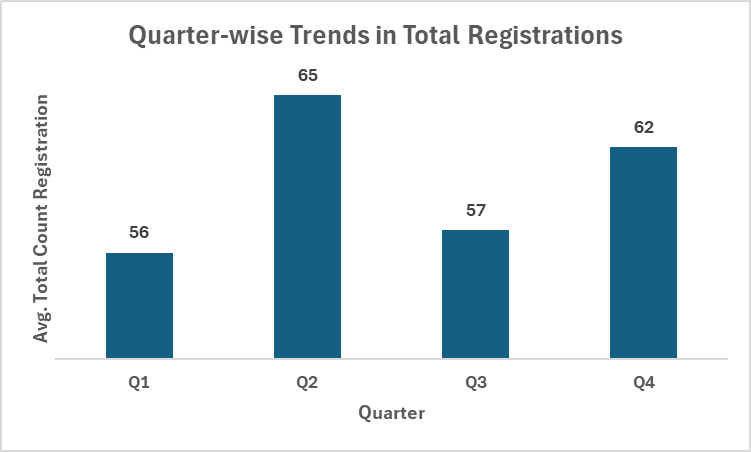 Quarter-wise Trends in Total Registrations
Avg. Total Count Registration
56
65
57
62
Q1
Q2
Q3
Q4
Quarter